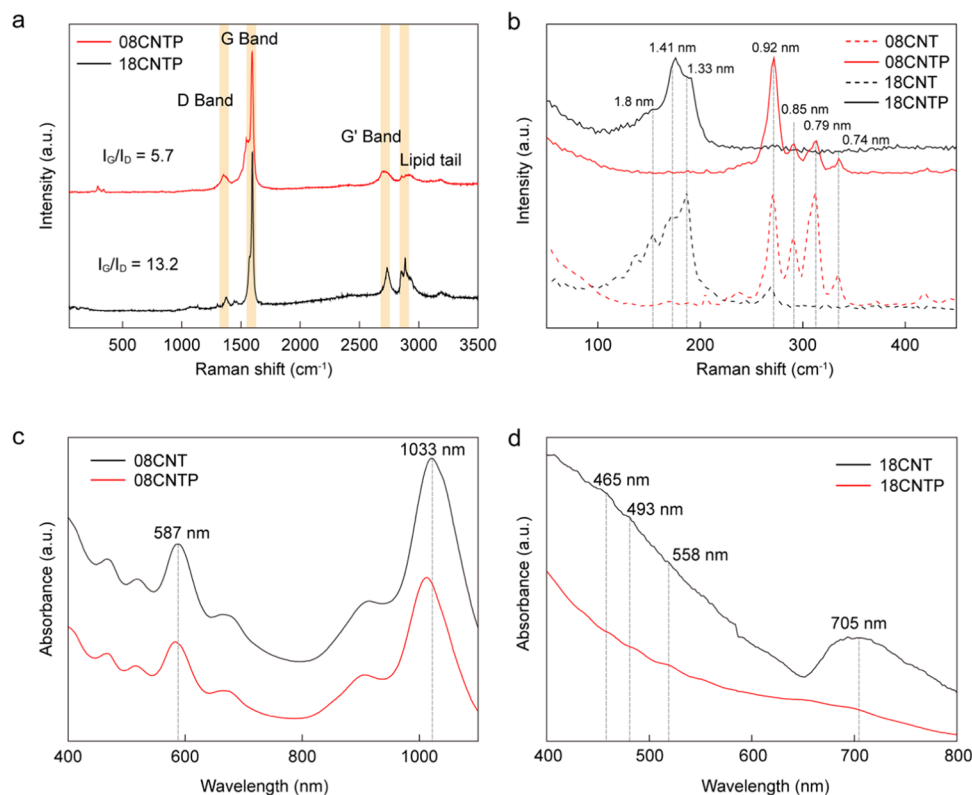 a
08CNTP
18CNTP
G Band
D Band
G' Band
Lipid tail
I_G/I_D = 5.7
I_G/I_D = 13.2
Intensity (a.u.)
500 1000 1500 2000 2500 3000 3500
Raman shift (cm⁻¹)
b
1.41 nm
0.92 nm
08CNT
08CNTP
18CNT
18CNTP
1.33 nm
1.8 nm
0.85 nm
0.79 nm
0.74 nm
Intensity (a.u.)
100 200 300 400
Raman shift (cm⁻¹)
c
08CNT
08CNTP
1033 nm
587 nm
Absorbance (a.u.)
400 600 800 1000
Wavelength (nm)
d
18CNT
18CNTP
465 nm
493 nm
558 nm
705 nm
Absorbance (a.u.)
400 500 600 700 800
Wavelength (nm)